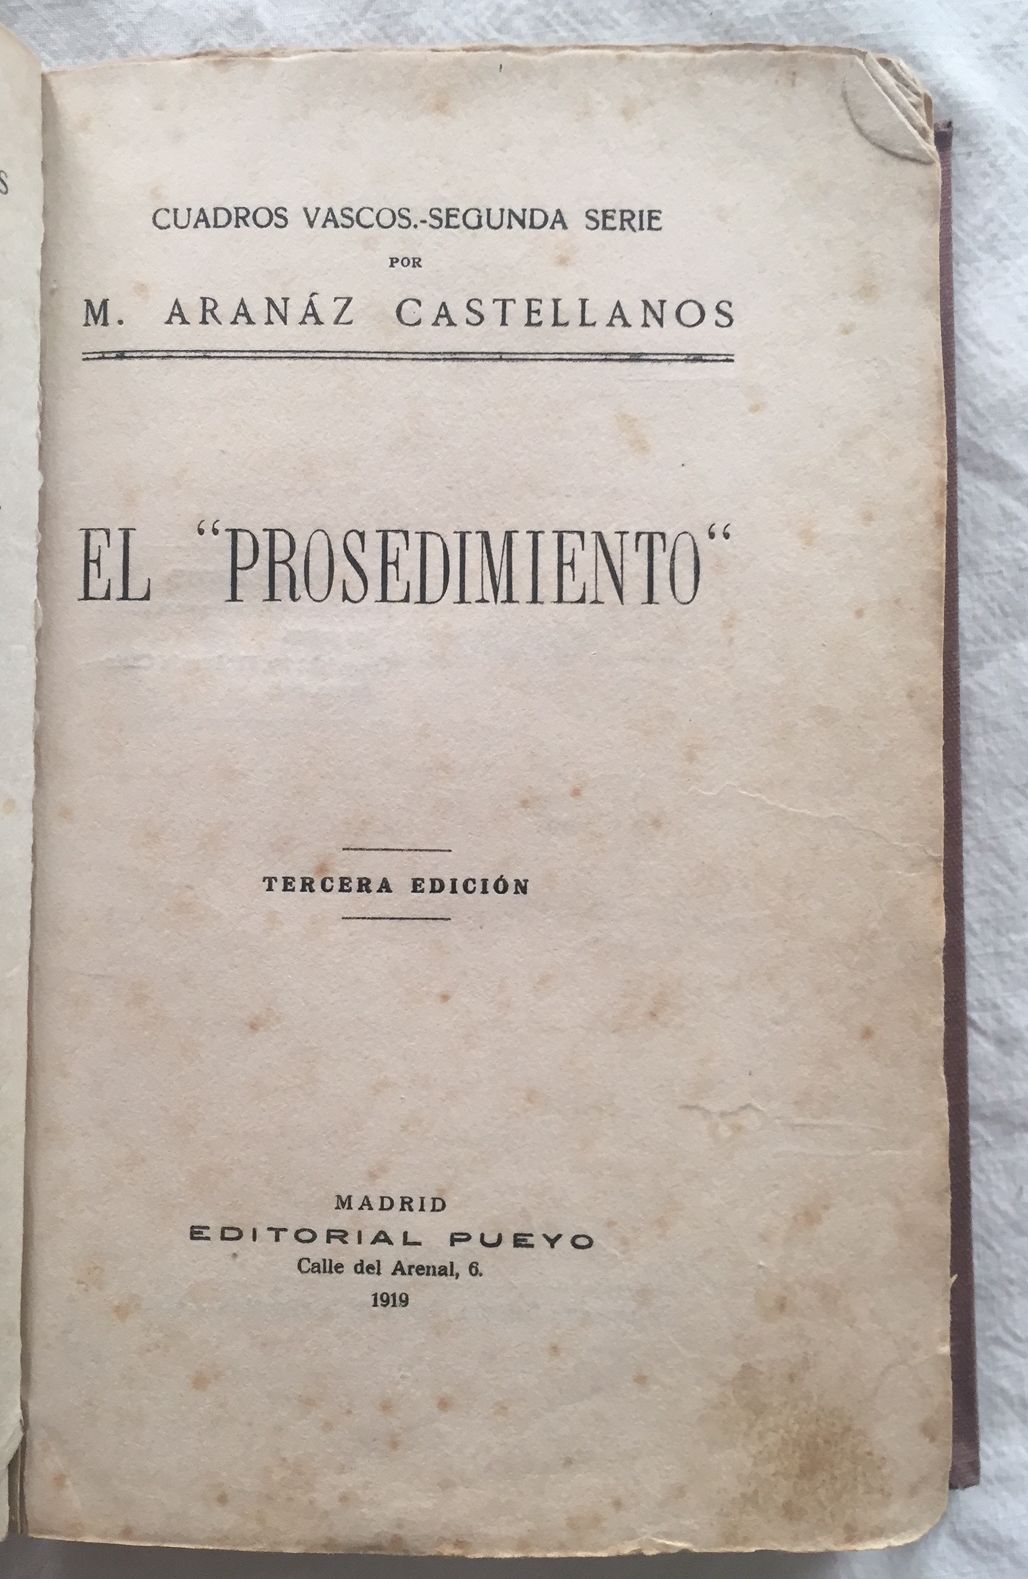 CUADROS VASCOS.-SEGUNDA SERIE
POR
M. ARANÁZ CASTELLANOS
EL “PROSEDIMIENTO“
TERCERA EDICIÓN
MADRID
EDITORIAL PUEYO
Calle del Arenal, 6.
1919